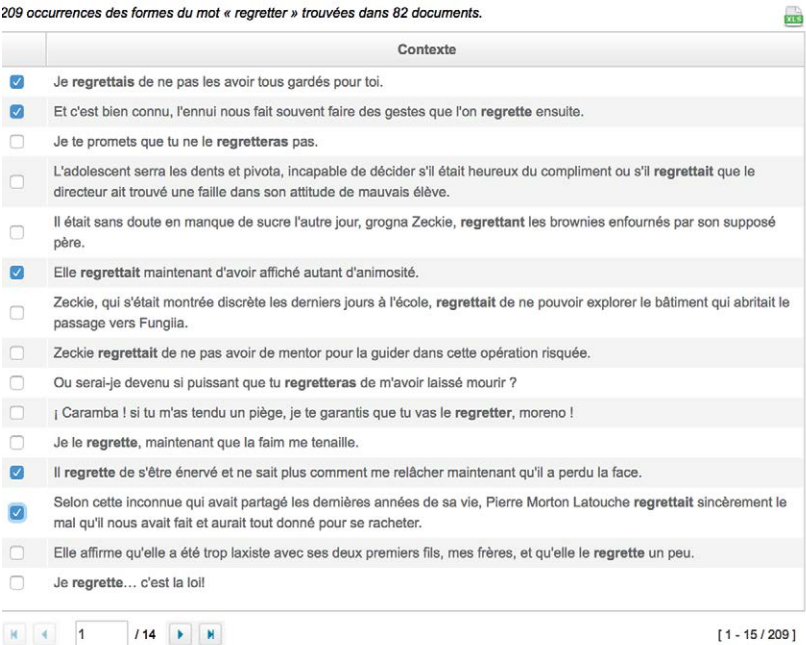 209 occurrences des formes du mot « regretter » trouvées dans 82 documents.
XLS
Contexte
Je regrettais de ne pas les avoir tous gardés pour toi.
Et c'est bien connu, l'ennui nous fait souvent faire des gestes que l'on regrette ensuite.
Je te promets que tu ne le regretteras pas.
L'adolescent serra les dents et pivota, incapable de décider s'il était heureux du compliment ou s'il regrettait que le
directeur ait trouvé une faille dans son attitude de mauvais élève.
Il était sans doute en manque de sucre l'autre jour, grogna Zeckie, regrettant les brownies enfournés par son supposé
père.
Elle regrettait maintenant d'avoir affiché autant d'animosité.
Zeckie, qui s'était montrée discrète les derniers jours à l'école, regrettait de ne pouvoir explorer le bâtiment qui abritait le
passage vers Fungiia.
Zeckie regrettait de ne pas avoir de mentor pour la guider dans cette opération risquée.
Ou serai-je devenu si puissant que tu regretteras de m'avoir laissé mourir ?
¡ Caramba ! si tu m'as tendu un piège, je te garantis que tu vas le regretter, moreno !
Je le regrette, maintenant que la faim me tenaille.
Il regrette de s'être énervé et ne sait plus comment me relâcher maintenant qu'il a perdu la face.
Selon cette inconnue qui avait partagé les dernières années de sa vie, Pierre Morton Latouche regrettait sincèrement le
mal qu'il nous avait fait et aurait tout donné pour se racheter.
Elle affirme qu'elle a été trop laxiste avec ses deux premiers fils, mes frères, et qu'elle le regrette un peu.
Je regrette… c'est la loi!
1 / 14 [ 1 - 15 / 209 ]